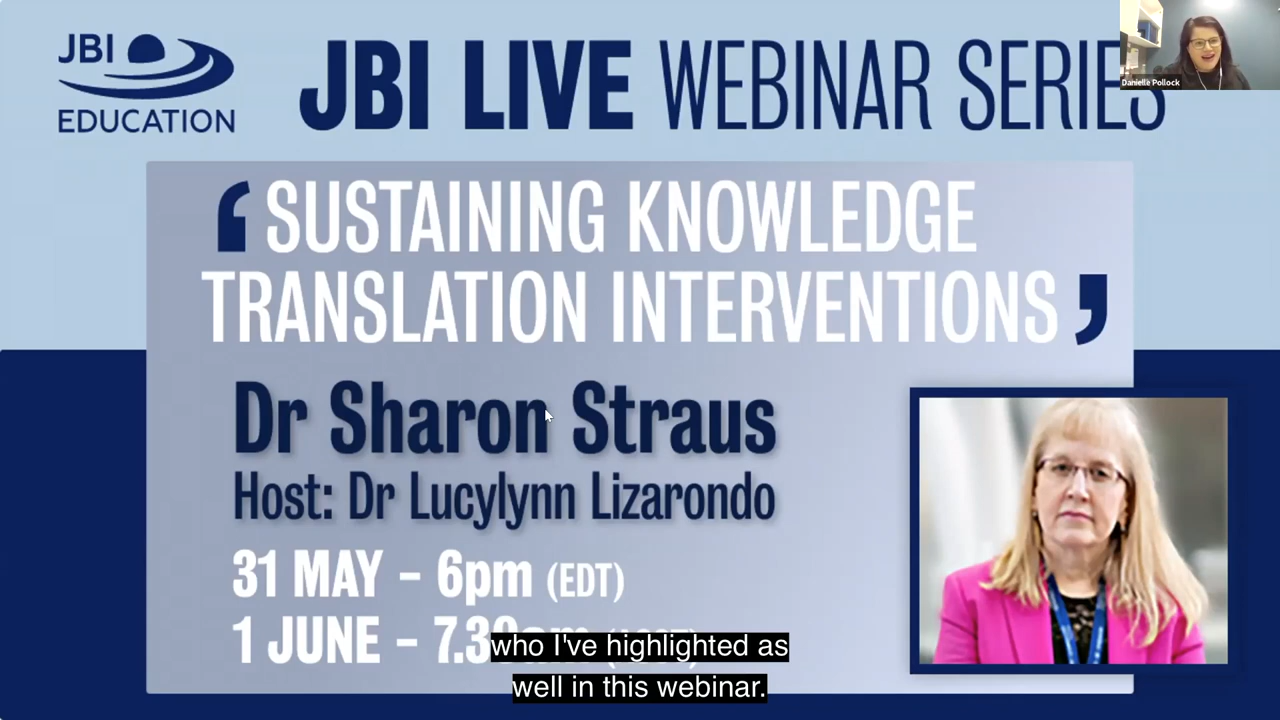 JBI
EDUCATION
JBI LIVE WEBINAR SERIES
Danielle Pollock
‘SUSTAINING KNOWLEDGE
TRANSLATION INTERVENTIONS’
Dr Sharon Straus
Host: Dr Lucylynn Lizarondo
31 MAY – 6pm (EDT)
1 JUNE – 7.30am
who I've highlighted as
well in this webinar.